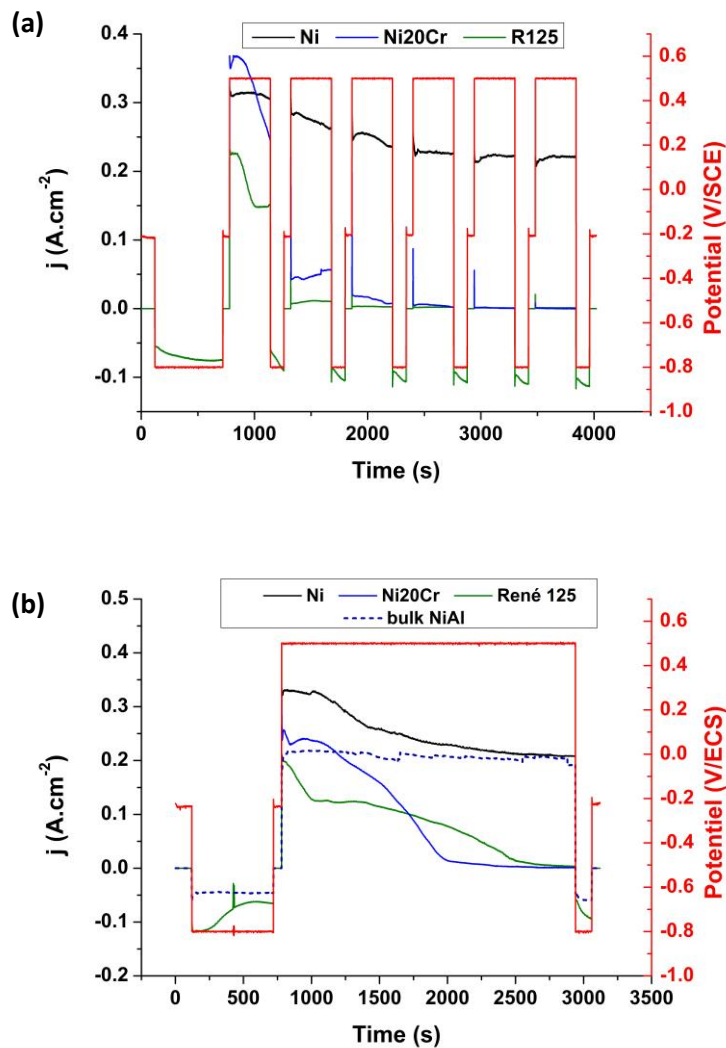 (a)
Ni Ni20Cr R125
0.4
0.3
0.2
0.1
0.0
-0.1
j (A.cm-2)
0.6
0.4
0.2
0.0
-0.2
-0.4
-0.6
-0.8
-1.0
Potential (V/SCE)
0 1000 2000 3000 4000
Time (s)
(b)
Ni Ni20Cr René 125
bulk NiAl
0.5
0.4
0.3
0.2
0.1
0.0
-0.1
-0.2
j (A.cm-2)
0.6
0.4
0.2
0.0
-0.2
-0.4
-0.6
-0.8
-1.0
Potentiel (V/ECS)
0 500 1000 1500 2000 2500 3000 3500
Time (s)